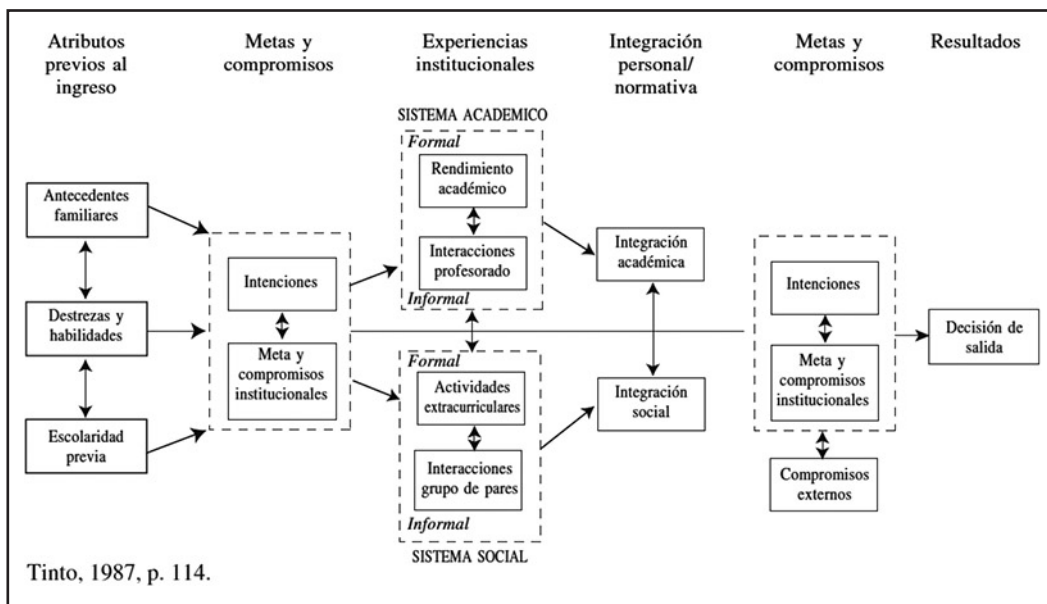 Atributos
previos al
ingreso
Metas y
compromisos
Experiencias
institucionales
Integración
personal/
normativa
Metas y
compromisos
Resultados
SISTEMA ACADEMICO
Formal
Rendimiento
académico
Interacciones
profesorado
Informal
Antecedentes
familiares
Destrezas y
habilidades
Escolaridad
previa
Intenciones
Meta y
compromisos
institucionales
Formal
Actividades
extracurriculares
Interacciones
grupo de pares
Informal
SISTEMA SOCIAL
Integración
académica
Integración
social
Intenciones
Meta y
compromisos
institucionales
Compromisos
externos
Decisión de
salida
Tinto, 1987, p. 114.